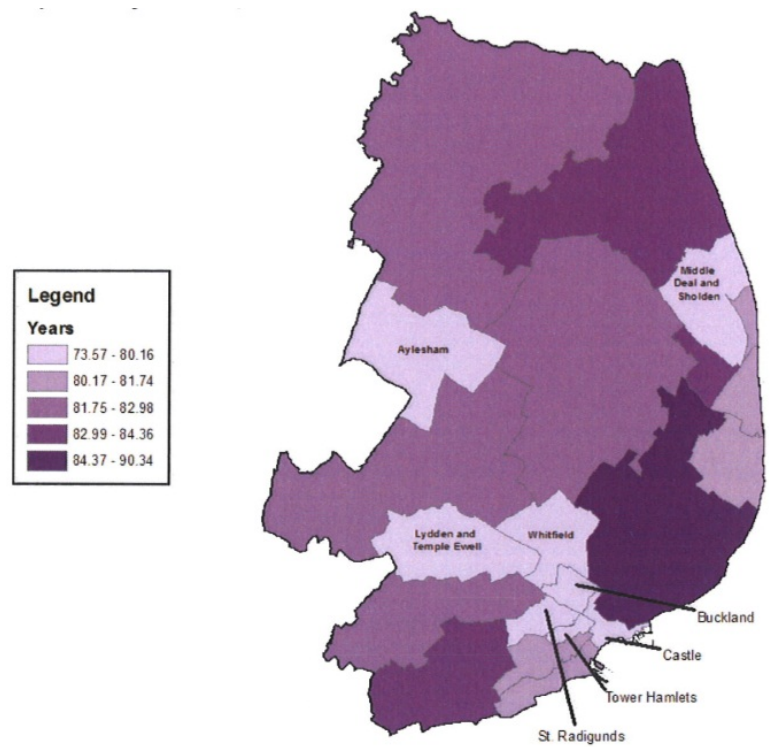 Legend
Years
73.57 - 80.16
80.17 - 81.74
81.75 - 82.98
82.99 - 84.36
84.37 - 90.34
Middle
Deal and
Sholden
Aylesham
Lydden and
Temple Ewell
Whitfield
Buckland
Castle
Tower Hamlets
St. Radigunds